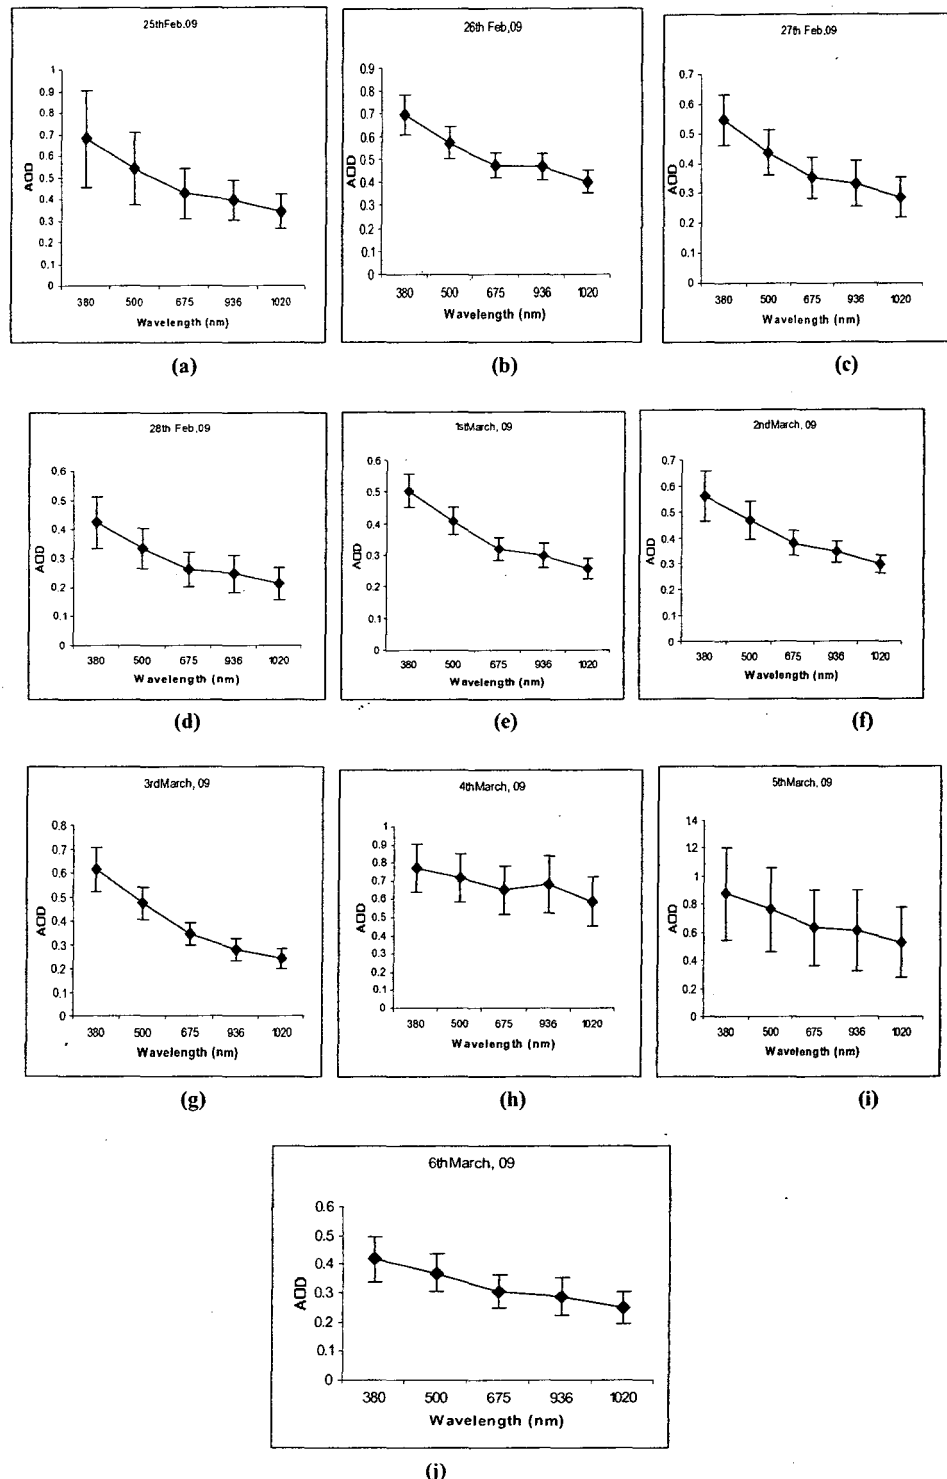 25thFeb,09
1
0.9
0.8
0.7
0.6
0.5
0.4
0.3
0.2
0.1
0
AOD
380 500 675 936 1020
Wavelength (nm)
(a)
26th Feb,09
0.9
0.8
0.7
0.6
0.5
0.4
0.3
0.2
0.1
0
AOD
380 500 675 936 1020
Wavelength (nm)
(b)
27th Feb,09
0.7
0.6
0.5
0.4
0.3
0.2
0.1
0
AOD
380 500 675 936 1020
Wavelength (nm)
(c)
28th Feb,09
0.6
0.5
0.4
0.3
0.2
0.1
0
AOD
380 500 675 936 1020
Wavelength (nm)
(d)
1stMarch, 09
0.6
0.5
0.4
0.3
0.2
0.1
0
AOD
380 500 675 936 1020
Wavelength (nm)
(e)
2ndMarch, 09
0.7
0.6
0.5
0.4
0.3
0.2
0.1
0
AOD
380 500 675 936 1020
Wavelength (nm)
(f)
3rdMarch, 09
0.8
0.7
0.6
0.5
0.4
0.3
0.2
0.1
0
AOD
380 500 675 936 1020
Wavelength (nm)
(g)
4thMarch, 09
1
0.9
0.8
0.7
0.6
0.5
0.4
0.3
0.2
0.1
0
AOD
380 500 675 936 1020
Wavelength (nm)
(h)
5thMarch, 09
14
12
1
0.8
0.6
0.4
0.2
0
AOD
380 500 675 936 1020
Wavelength (nm)
(i)
6thMarch, 09
0.6
0.5
0.4
0.3
0.2
0.1
0
AOD
380 500 675 936 1020
Wavelength (nm)
(j)